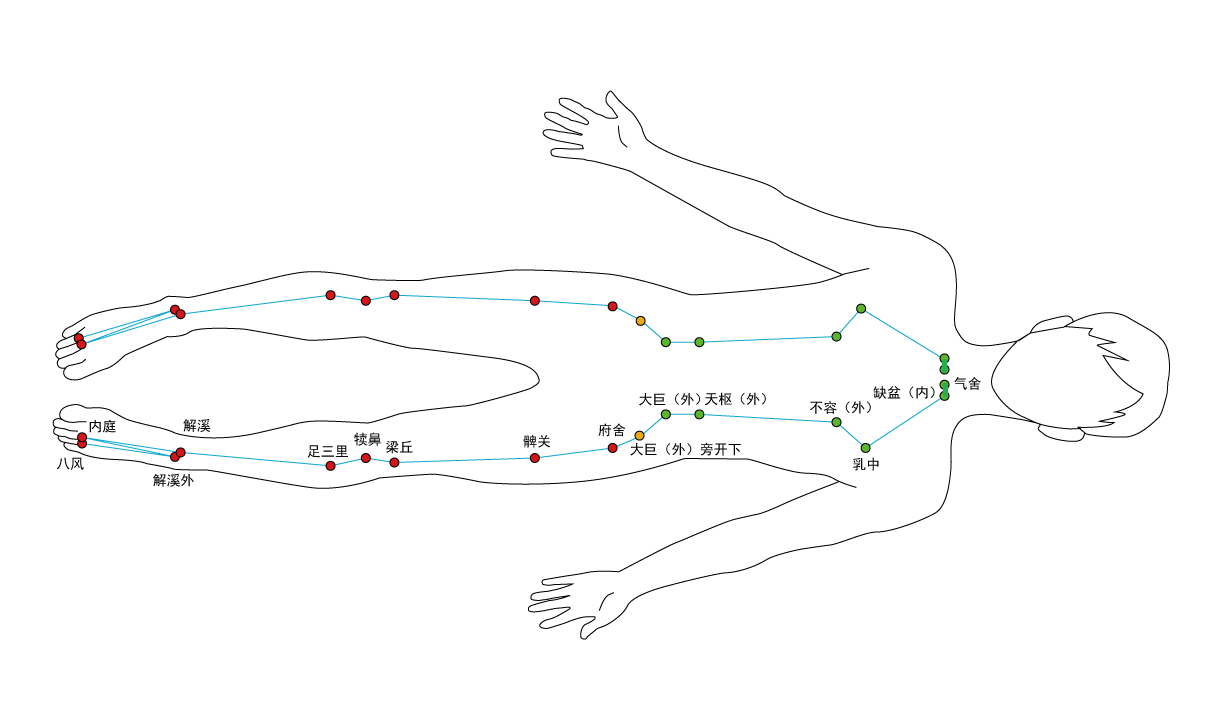 气舍
缺盆（内）
不容（外）
乳中
大巨（外）
天枢（外）
大巨（外）旁开下
府舍
髀关
梁丘
犊鼻
足三里
解溪
解溪外
内庭
八风